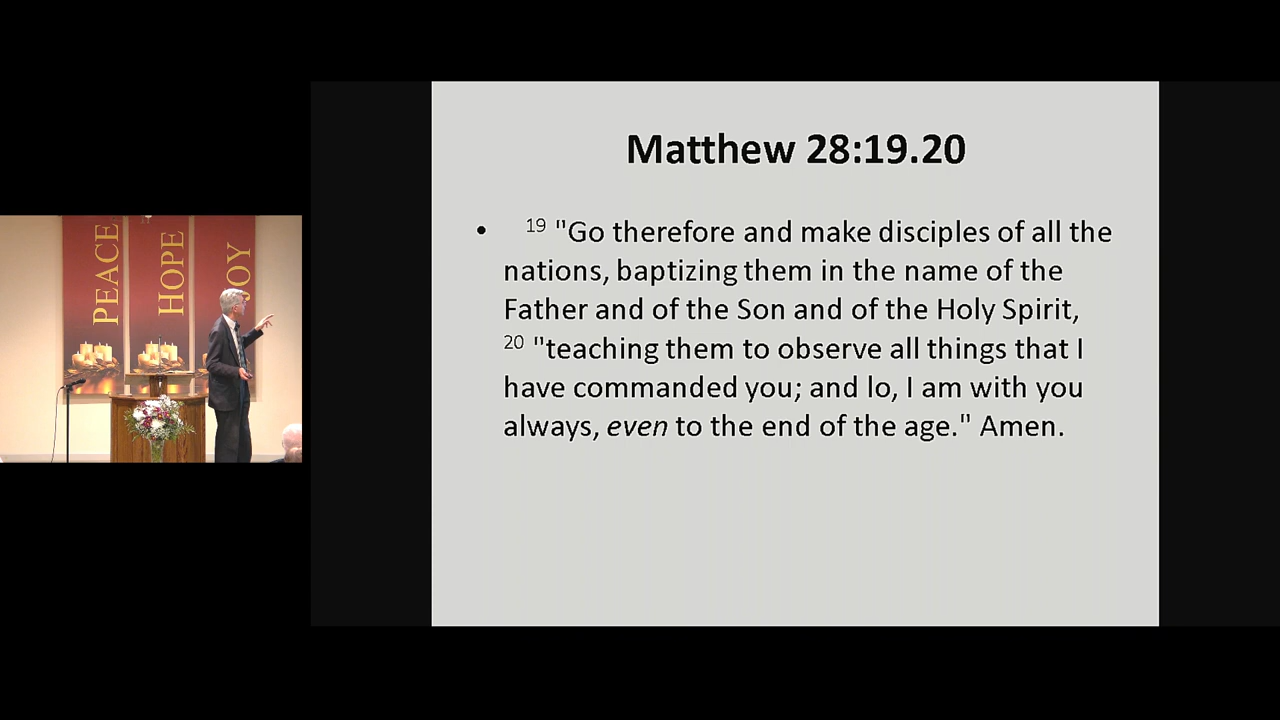 PEACE
HOPE
JOY
Matthew 28:19.20
• 19 "Go therefore and make disciples of all the
nations, baptizing them in the name of the
Father and of the Son and of the Holy Spirit,
20 "teaching them to observe all things that I
have commanded you; and lo, I am with you
always, even to the end of the age." Amen.